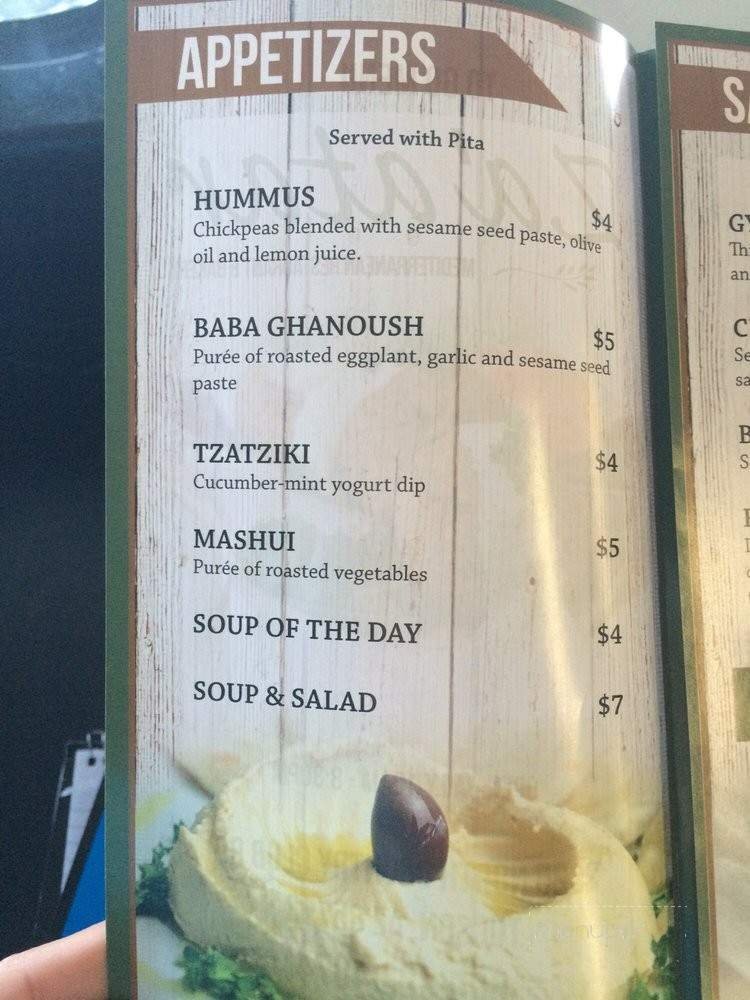 APPETIZERS
Served with Pita
HUMMUS $4
Chickpeas blended with sesame seed paste, olive
oil and lemon juice.
BABA GHANOUSH $5
Purée of roasted eggplant, garlic and sesame seed
paste
TZATZIKI $4
Cucumber-mint yogurt dip
MASHUI $5
Purée of roasted vegetables
SOUP OF THE DAY $4
SOUP & SALAD $7